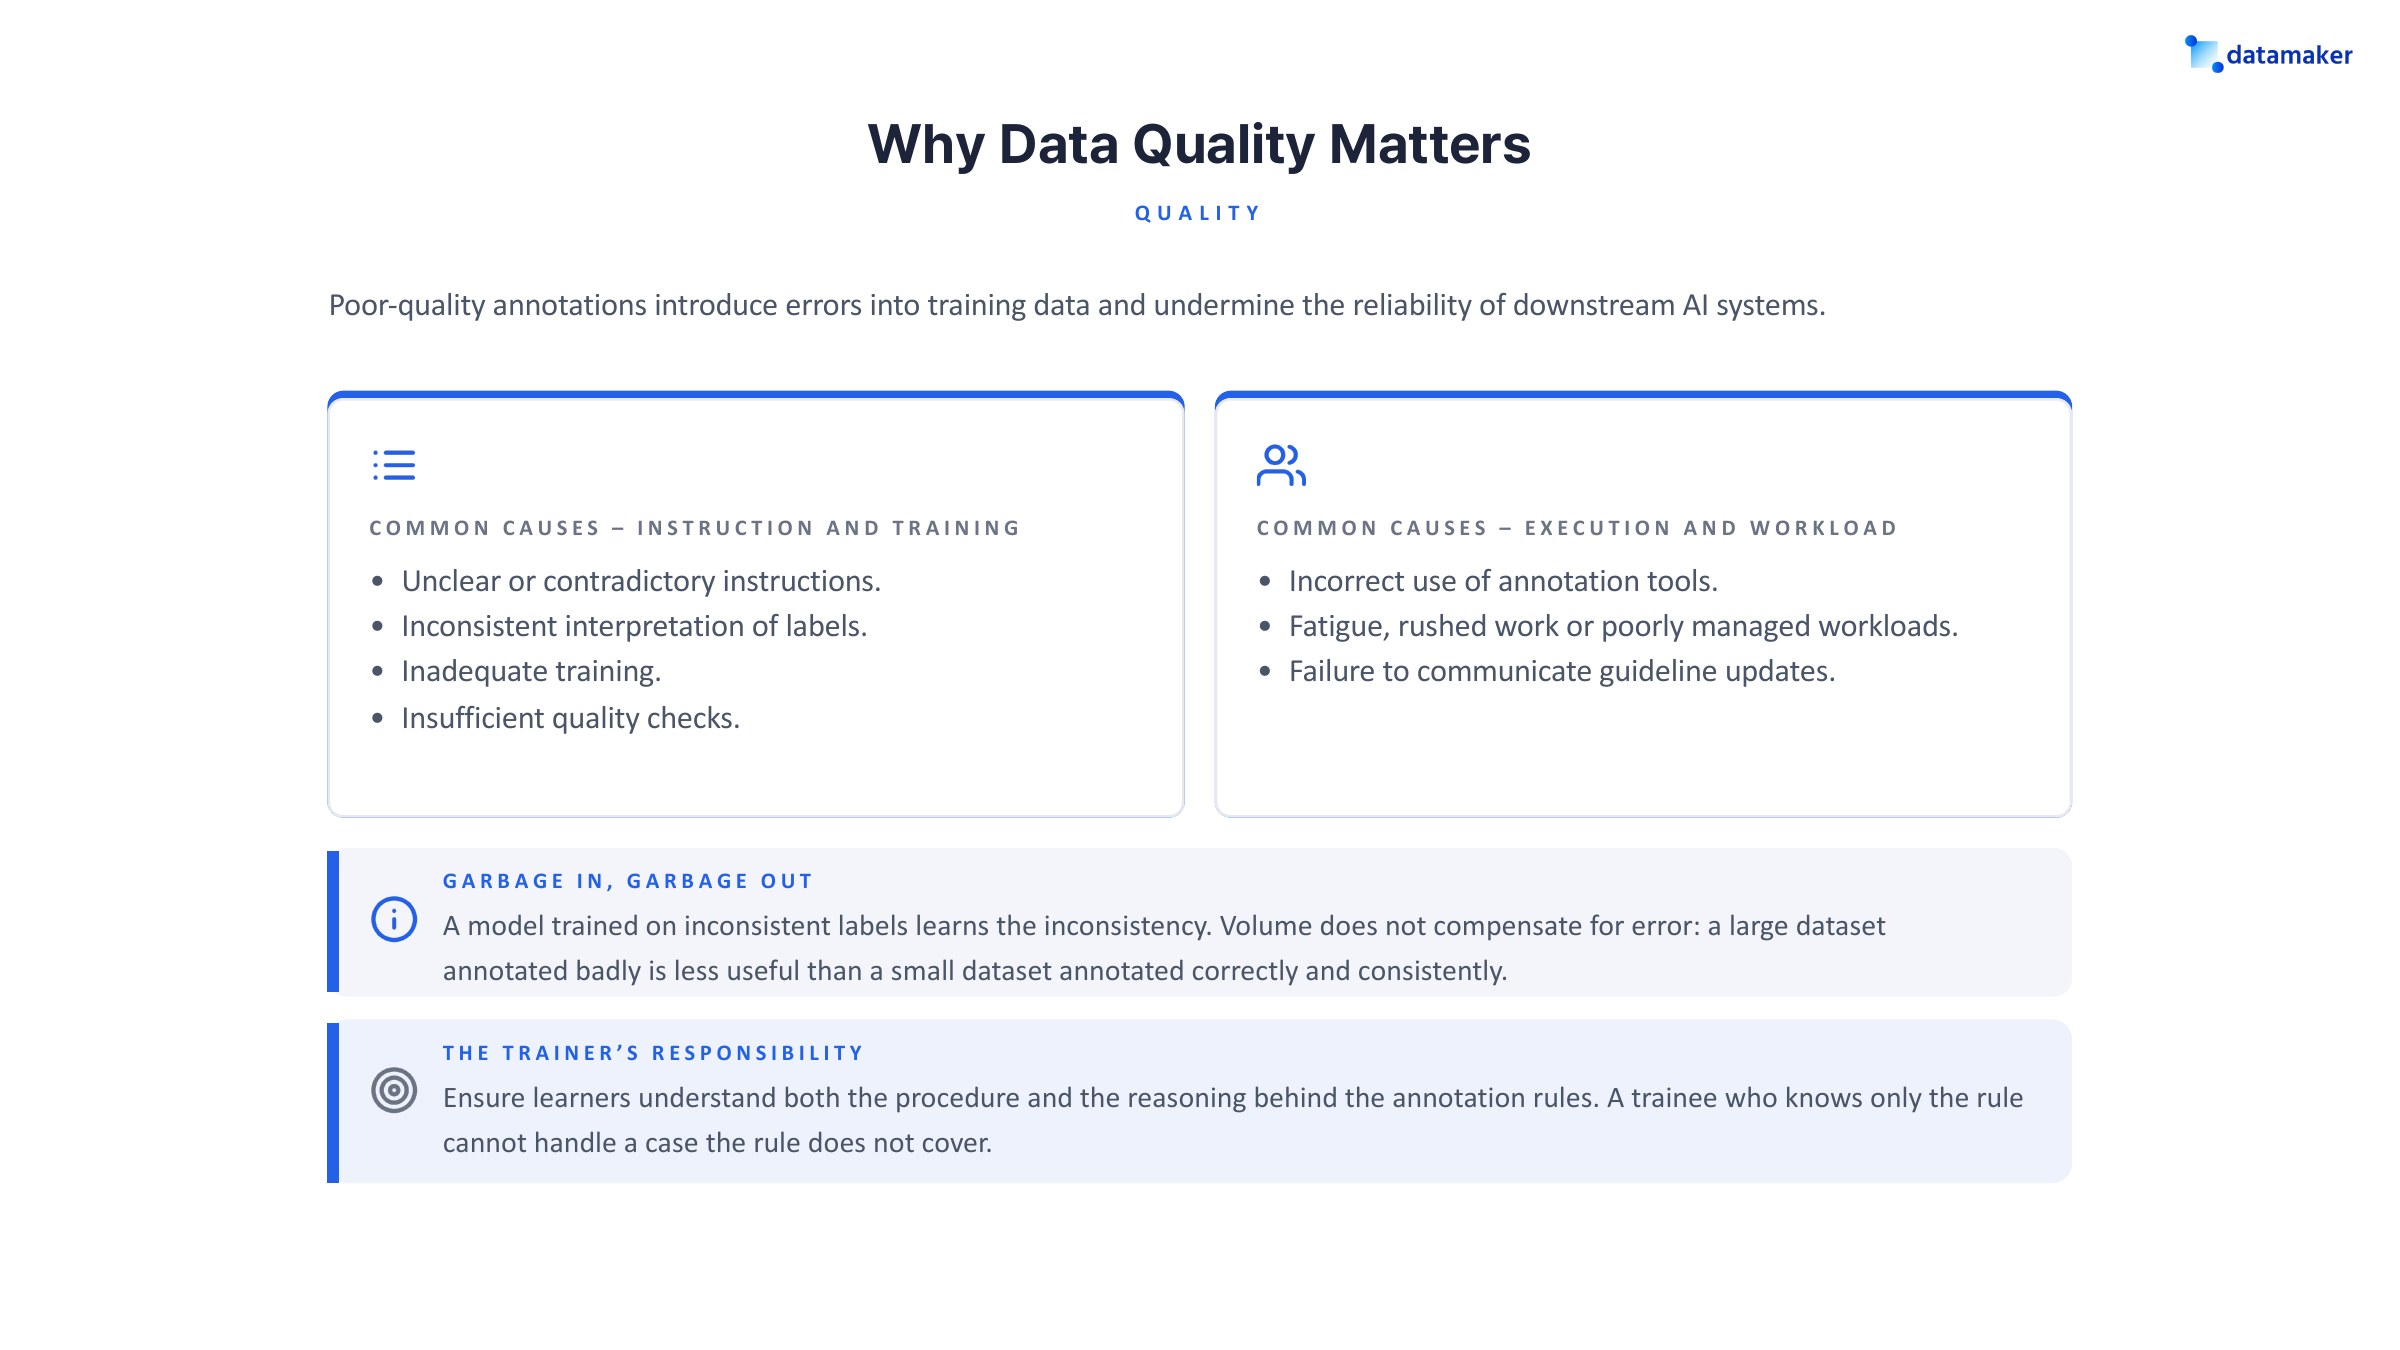 datamaker
Why Data Quality Matters
QUALITY
Poor-quality annotations introduce errors into training data and undermine the reliability of downstream AI systems.
COMMON CAUSES – INSTRUCTION AND TRAINING
• Unclear or contradictory instructions.
• Inconsistent interpretation of labels.
• Inadequate training.
• Insufficient quality checks.
COMMON CAUSES – EXECUTION AND WORKLOAD
• Incorrect use of annotation tools.
• Fatigue, rushed work or poorly managed workloads.
• Failure to communicate guideline updates.
GARBAGE IN, GARBAGE OUT
A model trained on inconsistent labels learns the inconsistency. Volume does not compensate for error: a large dataset
annotated badly is less useful than a small dataset annotated correctly and consistently.
THE TRAINER’S RESPONSIBILITY
Ensure learners understand both the procedure and the reasoning behind the annotation rules. A trainee who knows only the rule
cannot handle a case the rule does not cover.